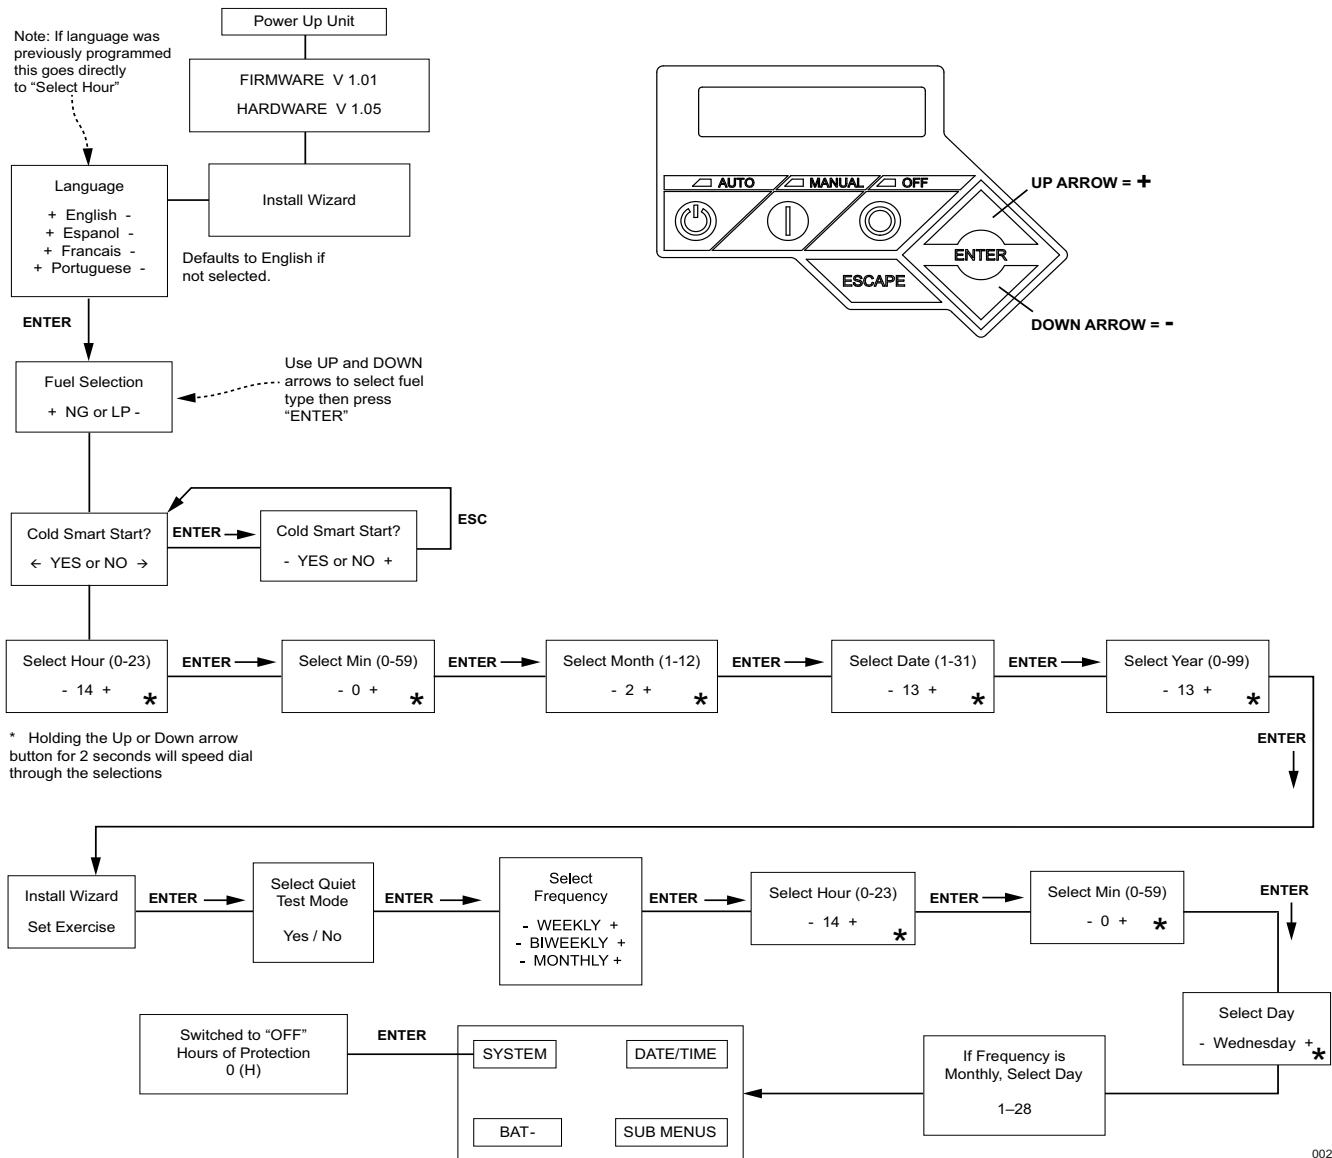 Power Up Unit
Note: If language was
previously programmed
this goes directly
to “Select Hour”
FIRMWARE V 1.01
HARDWARE V 1.05
Install Wizard
Language
+ English -
+ Espanol -
+ Francais -
+ Portuguese -
Defaults to English if
not selected.
AUTO
MANUAL
OFF
ENTER
ESCAPE
UP ARROW = +
DOWN ARROW = -
ENTER
Fuel Selection
+ NG or LP -
Use UP and DOWN
arrows to select fuel
type then press
“ENTER”
Cold Smart Start?
← YES or NO →
ENTER
Cold Smart Start?
- YES or NO +
ESC
Select Hour (0-23)
- 14 +
*
ENTER
Select Min (0-59)
- 0 +
*
ENTER
Select Month (1-12)
- 2 +
*
ENTER
Select Date (1-31)
- 13 +
*
ENTER
Select Year (0-99)
- 13 +
*
* Holding the Up or Down arrow
button for 2 seconds will speed dial
through the selections
ENTER
Install Wizard
Set Exercise
ENTER
Select Quiet
Test Mode
Yes / No
ENTER
Select
Frequency
- WEEKLY +
- BIWEEKLY +
- MONTHLY +
ENTER
Select Hour (0-23)
- 14 +
*
ENTER
Select Min (0-59)
- 0 +
*
ENTER
Select Day
- Wednesday +
*
If Frequency is
Monthly, Select Day
1–28
SYSTEM
DATE/TIME
BAT-
SUB MENUS
ENTER
Switched to “OFF”
Hours of Protection
0 (H)
002